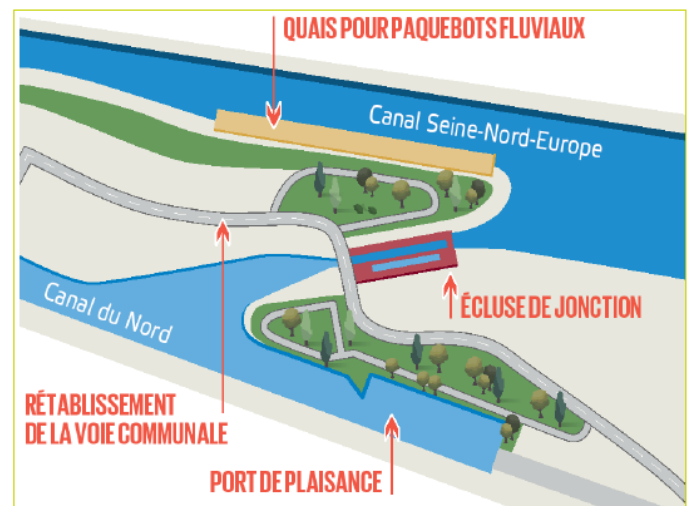 QUAIS POUR PAQUEBOTS FLUVIAUX
Canal Seine-Nord-Europe
ÉCLUSE DE JONCTION
Canal du Nord
RÉTABLISSEMENT
DE LA VOIE COMMUNALE
PORT DE PLAISANCE